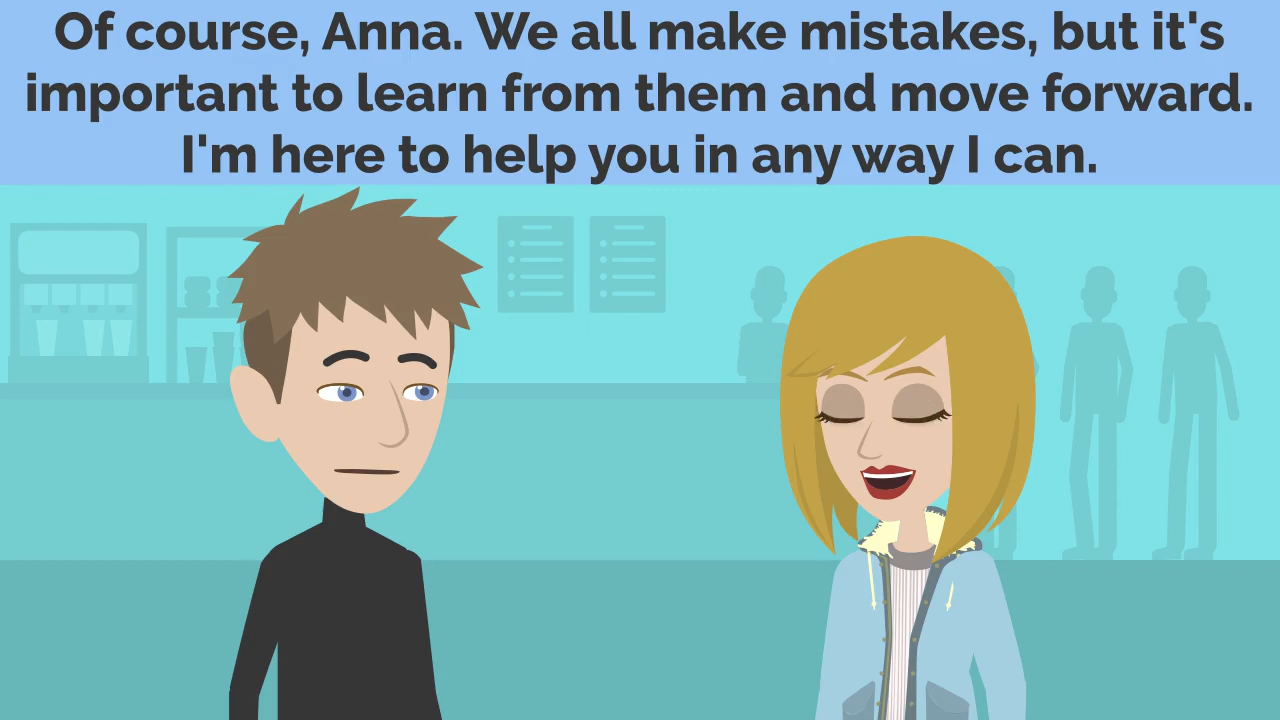 Of course, Anna. We all make mistakes, but it's
important to learn from them and move forward.
I'm here to help you in any way I can.